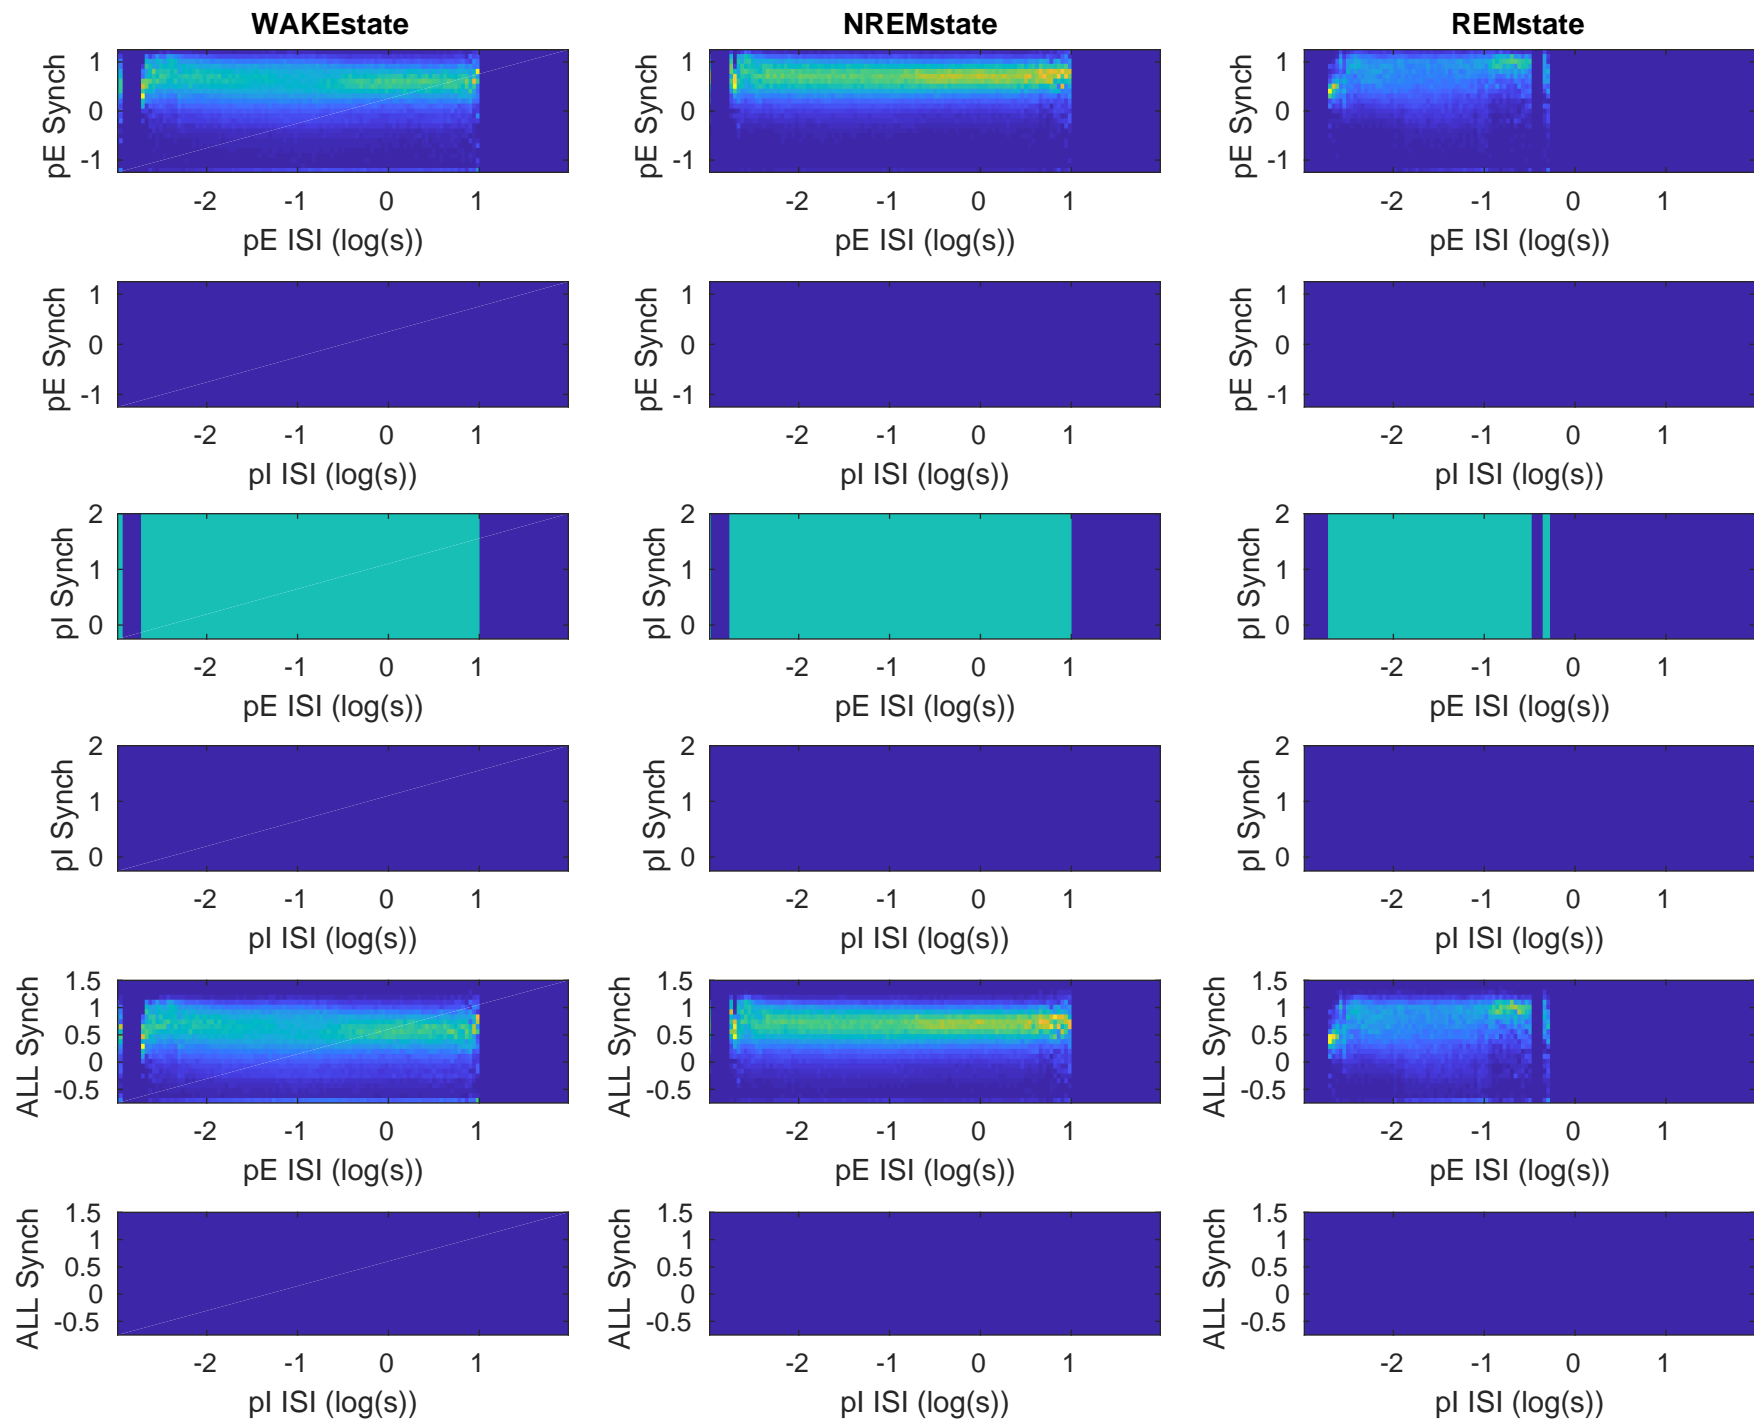 WAKEstate NREMstate REMstate
pE Synch 1 0 -1 pE Synch 1 0 -1 pE Synch 1 0 -1
-2 -1 0 1 -2 -1 0 1 -2 -1 0 1
pE ISI (log(s)) pE ISI (log(s)) pE ISI (log(s))
pE Synch 1 0 -1 pE Synch 1 0 -1 pE Synch 1 0 -1
-2 -1 0 1 -2 -1 0 1 -2 -1 0 1
pI ISI (log(s)) pI ISI (log(s)) pI ISI (log(s))
pI Synch 2 1 0 pI Synch 2 1 0 pI Synch 2 1 0
-2 -1 0 1 -2 -1 0 1 -2 -1 0 1
pE ISI (log(s)) pE ISI (log(s)) pE ISI (log(s))
pI Synch 2 1 0 pI Synch 2 1 0 pI Synch 2 1 0
-2 -1 0 1 -2 -1 0 1 -2 -1 0 1
pI ISI (log(s)) pI ISI (log(s)) pI ISI (log(s))
ALL Synch 1.5 1 0.5 0 -0.5 ALL Synch 1.5 1 0.5 0 -0.5 ALL Synch 1.5 1 0.5 0 -0.5
-2 -1 0 1 -2 -1 0 1 -2 -1 0 1
pE ISI (log(s)) pE ISI (log(s)) pE ISI (log(s))
ALL Synch 1.5 1 0.5 0 -0.5 ALL Synch 1.5 1 0.5 0 -0.5 ALL Synch 1.5 1 0.5 0 -0.5
-2 -1 0 1 -2 -1 0 1 -2 -1 0 1
pI ISI (log(s)) pI ISI (log(s)) pI ISI (log(s))